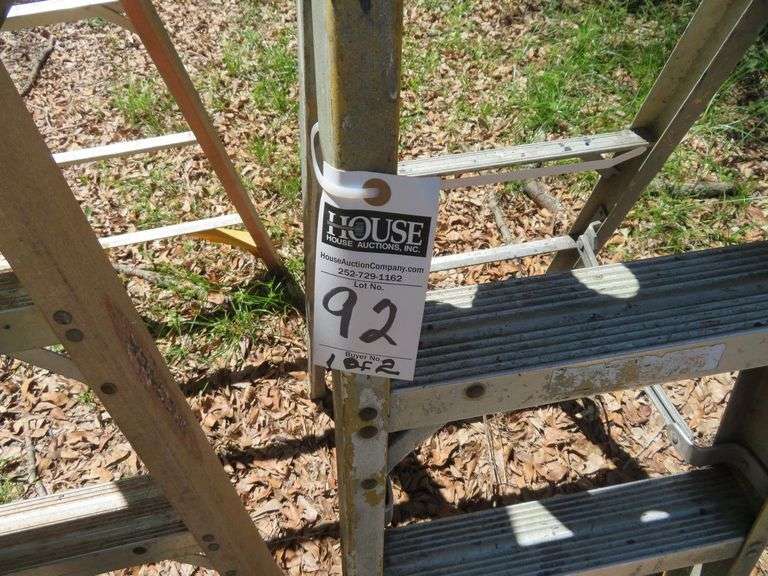 HOUSE
HOUSE AUCTIONS, INC.
HouseAuctionCompany.com
252-729-1162
Lot No.
92
Buyer No.
1 of 2